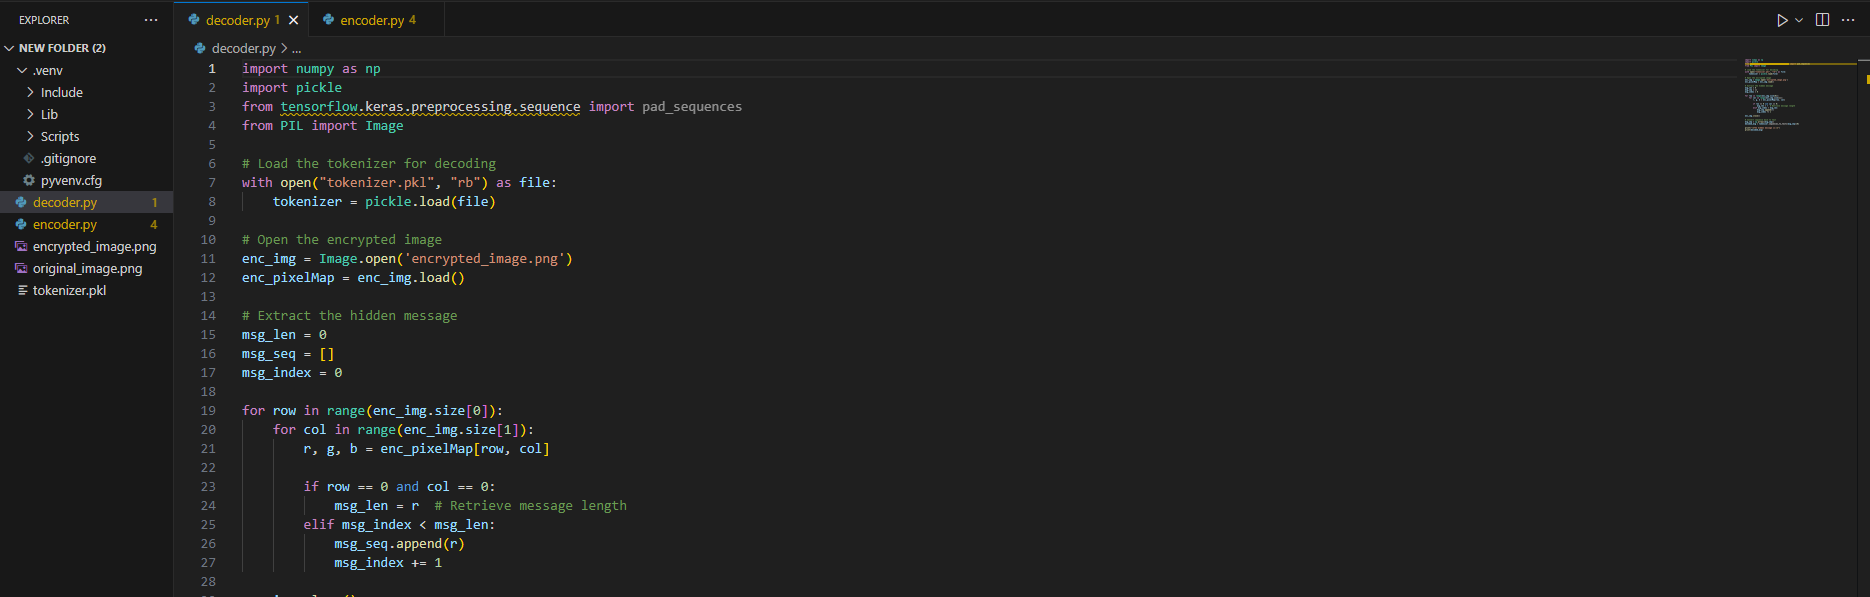 EXPLORER
NEW FOLDER (2)
.venv
Include
Lib
Scripts
.gitignore
pyvenv.cfg
decoder.py 1
encoder.py 4
encrypted_image.png
original_image.png
tokenizer.pkl
decoder.py 1
encoder.py 4
decoder.py > ...
1 import numpy as np
2 import pickle
3 from tensorflow.keras.preprocessing.sequence import pad_sequences
4 from PIL import Image
5
6 # Load the tokenizer for decoding
7 with open("tokenizer.pkl", "rb") as file:
8     tokenizer = pickle.load(file)
9
10 # Open the encrypted image
11 enc_img = Image.open('encrypted_image.png')
12 enc_pixelMap = enc_img.load()
13
14 # Extract the hidden message
15 msg_len = 0
16 msg_seq = []
17 msg_index = 0
18
19 for row in range(enc_img.size[0]):
20     for col in range(enc_img.size[1]):
21         r, g, b = enc_pixelMap[row, col]
22
23         if row == 0 and col == 0:
24             msg_len = r  # Retrieve message length
25         elif msg_index < msg_len:
26             msg_seq.append(r)
27             msg_index += 1
28